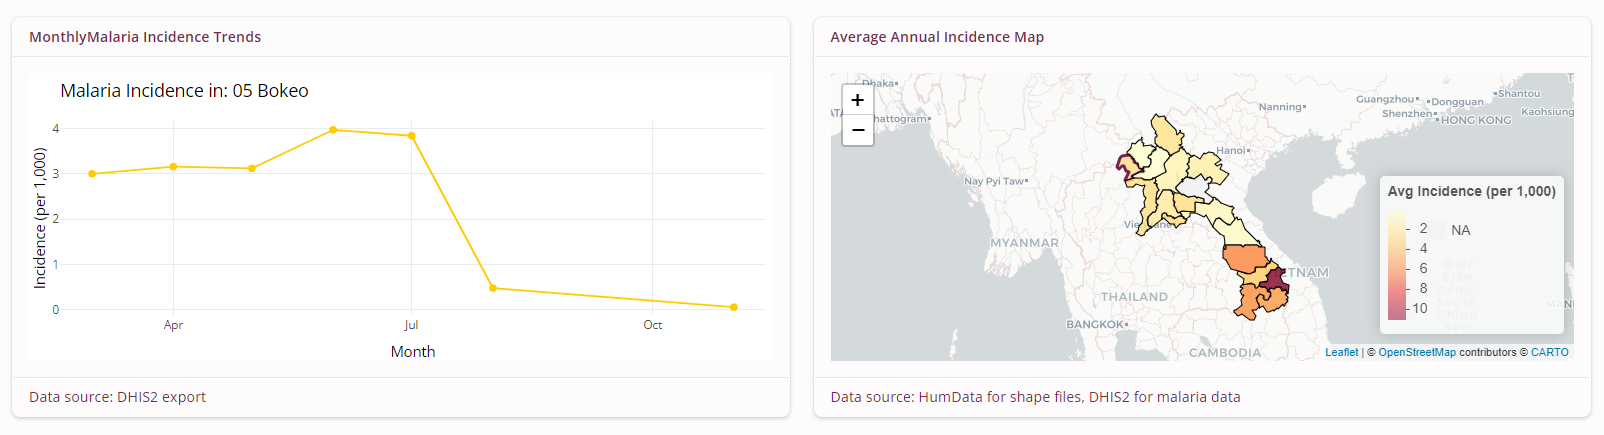 MonthlyMalaria Incidence Trends
Malaria Incidence in: 05 Bokeo
Incidence (per 1,000)
4
3
2
1
0
Apr
Jul
Oct
Month
Data source: DHIS2 export
Average Annual Incidence Map
+
−
Dhaka
hattogram
Nay Pyi Taw
MYANMAR
THAILAND
BANGKOK
CAMBODIA
Hanoi
Nanning
Guangzhou
Dongguan
Shantou
Shenzhen
HONG KONG
Kaohsiung
TNAM
Avg Incidence (per 1,000)
2
4
6
8
10
NA
Leaflet | © OpenStreetMap contributors © CARTO
Data source: HumData for shape files, DHIS2 for malaria data